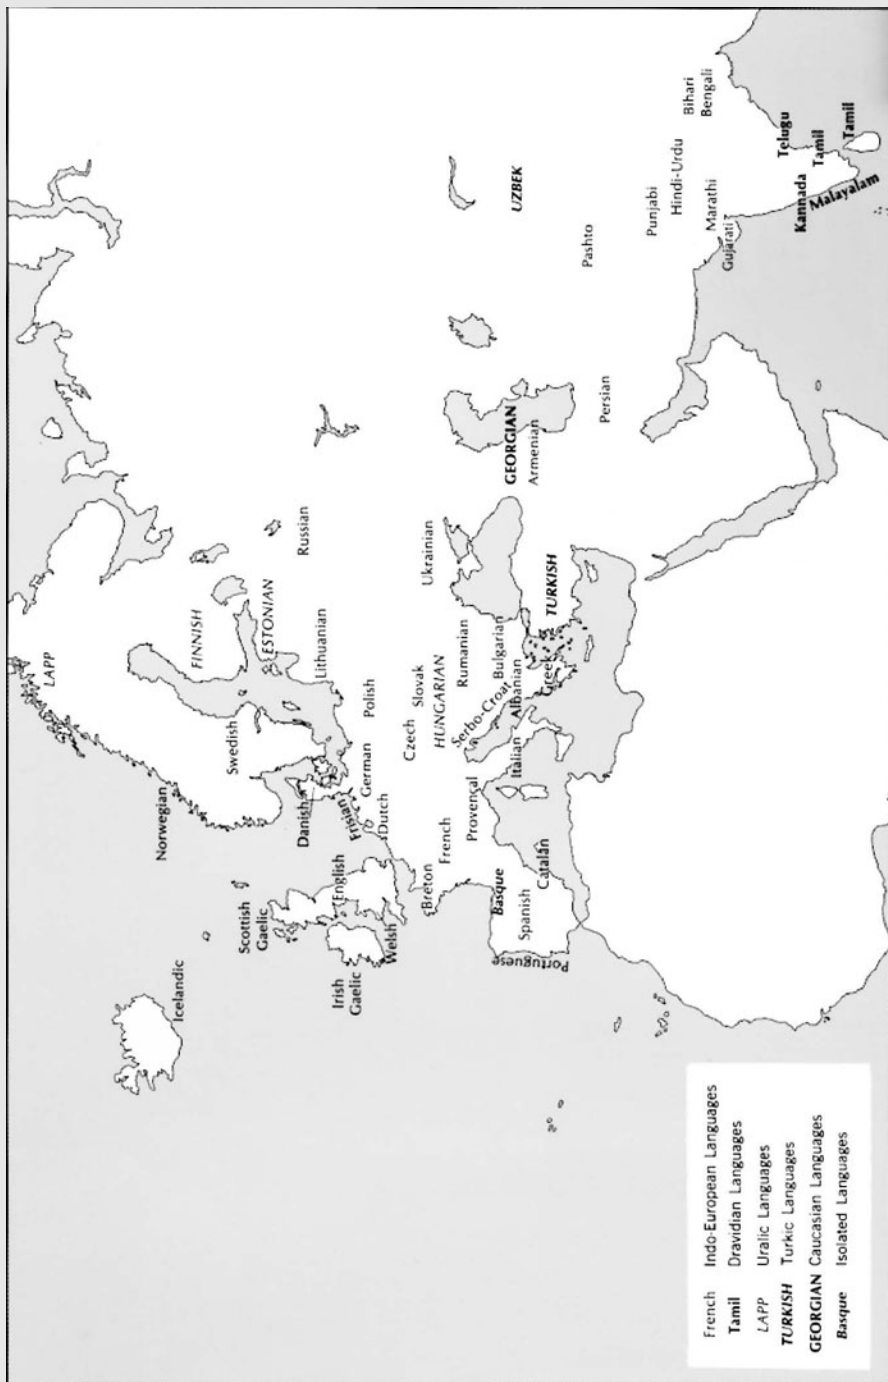 LAPP
Norwegian
Swedish
FINNISH
ESTONIAN
Russian
Icelandic
Scottish
Gaelic
Danish
Lithuanian
Irish
Gaelic
English
Frisian
German
Polish
Welsh
Dutch
Czech
Slovak
Ukrainian
Breton
French
HUNGARIAN
Rumanian
Provençal
Serbo-Croat
Bulgarian
Basque
Italian
Albanian
GEORGIAN
Armenian
UZBEK
Spanish
Catalán
Greek
TURKISH
Portuguese
Persian
Pashto
Punjabi
Hindi-Urdu
Bihari
Bengali
Marathi
Gujarati
Telugu
Kannada
Tamil
Malayalam
Tamil
French Indo-European Languages
Tamil Dravidian Languages
LAPP Uralic Languages
TURKISH Turkic Languages
GEORGIAN Caucasian Languages
Basque Isolated Languages